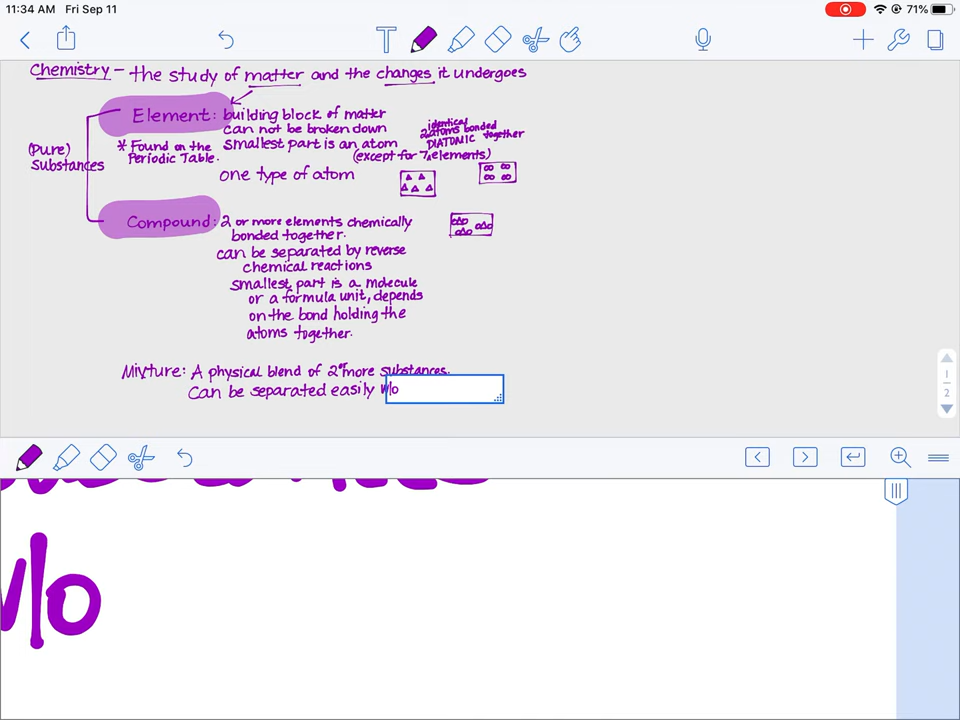 11:34 AM Fri Sep 11
71%
Chemistry - the study of matter and the changes it undergoes
Element: building block of matter
can not be broken down
smallest part is an atom
(except for 7 elements)
identical
2 atoms bonded
DIATONIC together
* Found on the
Periodic Table.
one type of atom
(Pure)
Substances
Compound: 2 or more elements chemically
bonded together.
can be separated by reverse
chemical reactions
smallest part is a molecule
or a formula unit, depends
on the bond holding the
atoms together.
Mixture: A physical blend of 2 or more substances.
Can be separated easily w/o
1
2
w/o